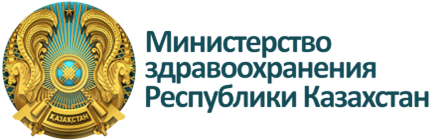 ҚАЗАҚСТАН
Министерство
здравоохранения
Республики Казахстан